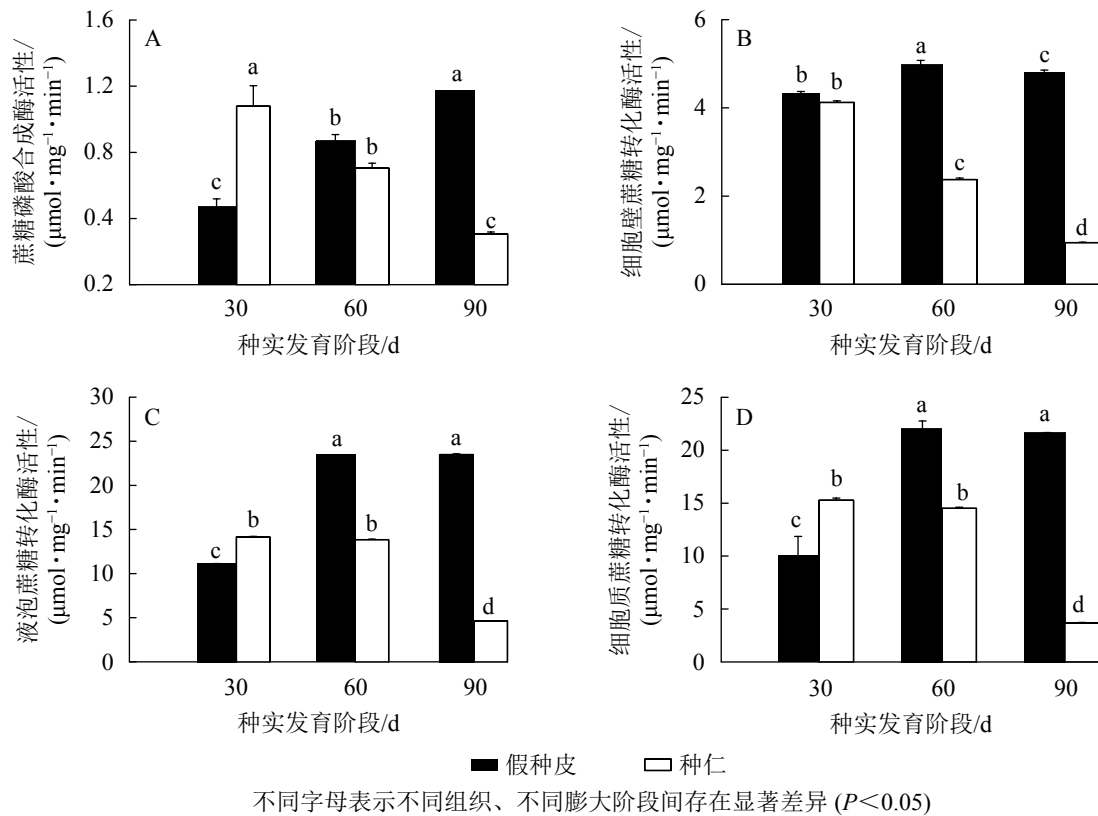 A
蔗糖磷酸合成酶活性/
(μmol·mg⁻¹·min⁻¹)
1.6
1.2
0.8
0.4
0.2
c
a
b
b
a
c
30
60
90
种实发育阶段/d
B
细胞壁蔗糖转化酶活性/
(μmol·mg⁻¹·min⁻¹)
6
4
2
0
b
b
a
c
c
d
30
60
90
种实发育阶段/d
C
液泡蔗糖转化酶活性/
(μmol·mg⁻¹·min⁻¹)
30
25
20
15
10
5
0
c
b
a
b
a
d
30
60
90
种实发育阶段/d
D
细胞质蔗糖转化酶活性/
(μmol·mg⁻¹·min⁻¹)
25
20
15
10
5
0
c
b
a
b
a
d
30
60
90
种实发育阶段/d
假种皮 种仁
不同字母表示不同组织、不同膨大阶段间存在显著差异 (P<0.05)